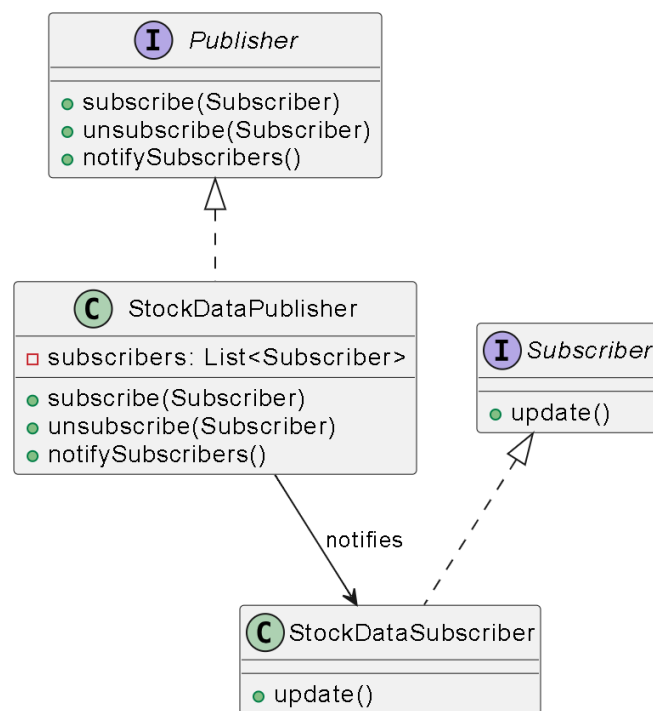 I Publisher
subscribe(Subscriber)
unsubscribe(Subscriber)
notifySubscribers()
C StockDataPublisher
subscribers: List<Subscriber>
subscribe(Subscriber)
unsubscribe(Subscriber)
notifySubscribers()
I Subscriber
update()
notifies
C StockDataSubscriber
update()